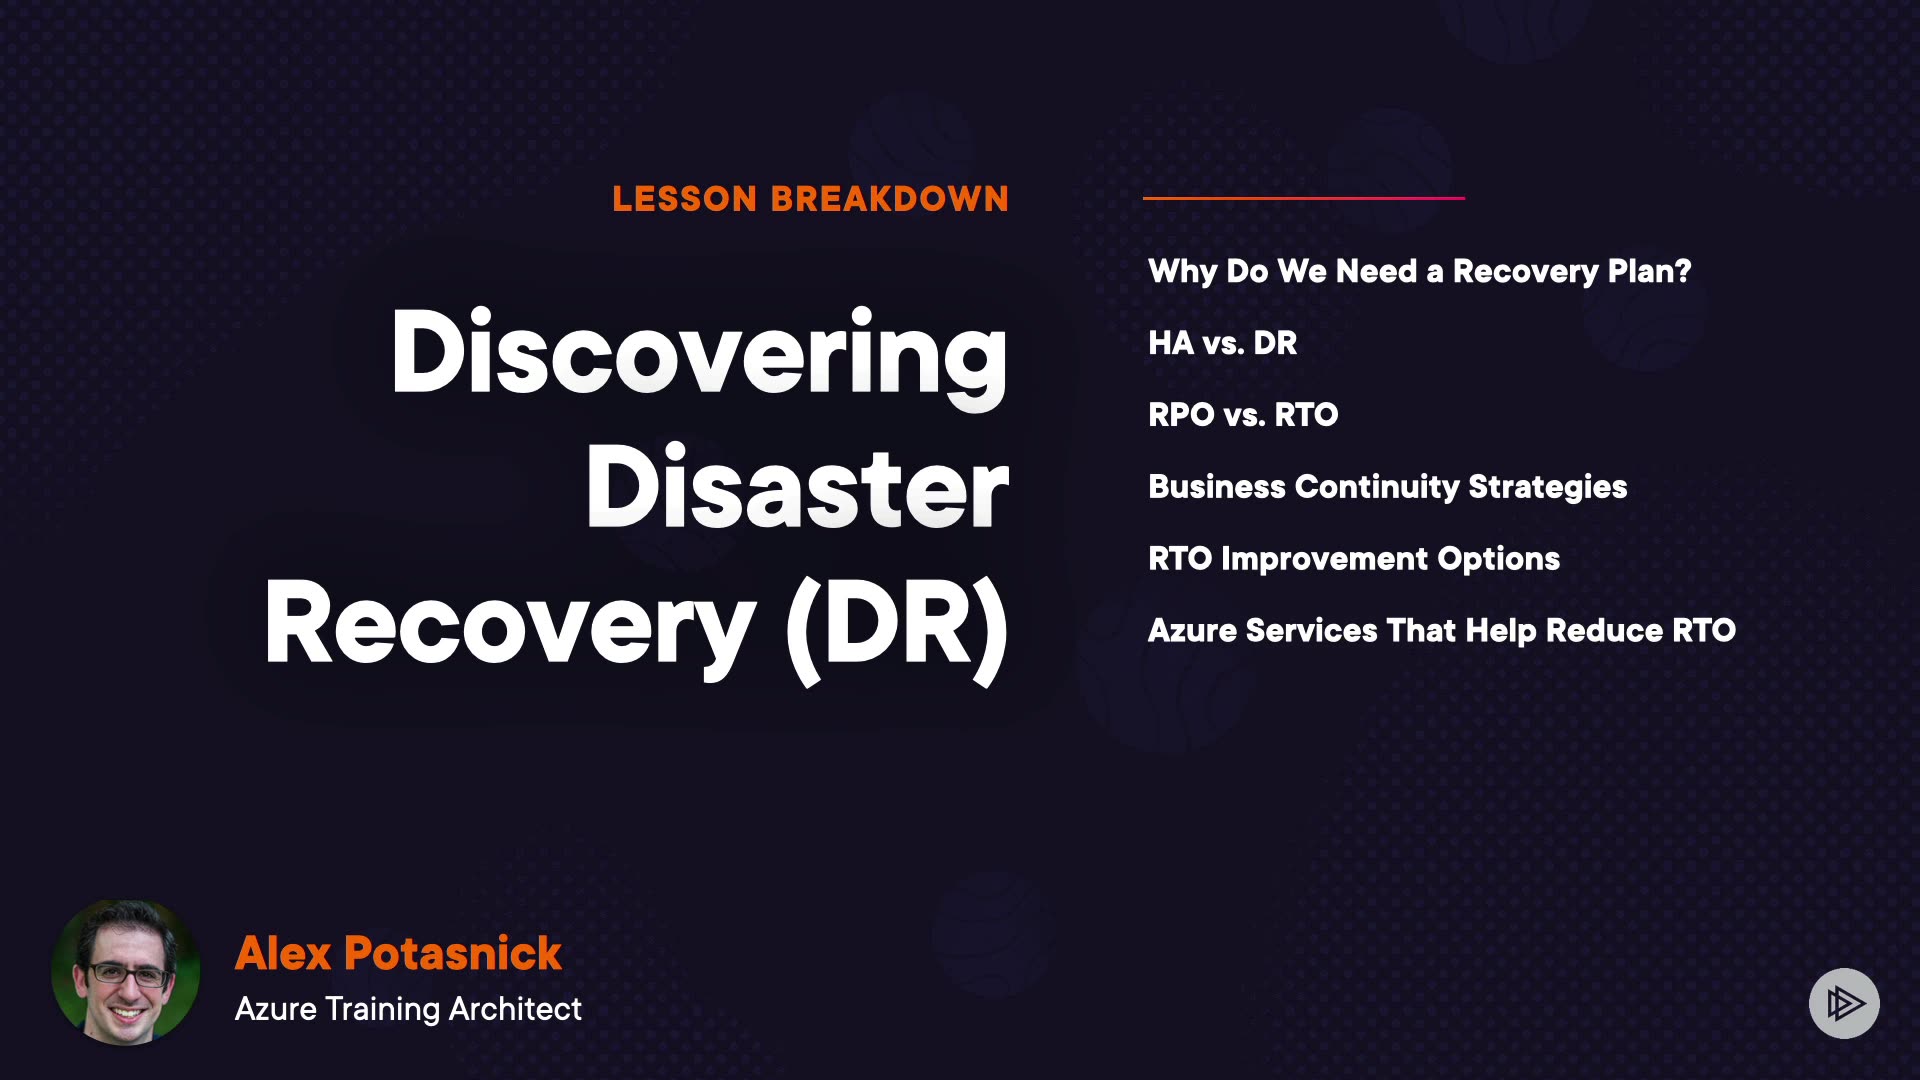 LESSON BREAKDOWN
Discovering
Disaster
Recovery (DR)
Why Do We Need a Recovery Plan?
HA vs. DR
RPO vs. RTO
Business Continuity Strategies
RTO Improvement Options
Azure Services That Help Reduce RTO
Alex Potasnick
Azure Training Architect